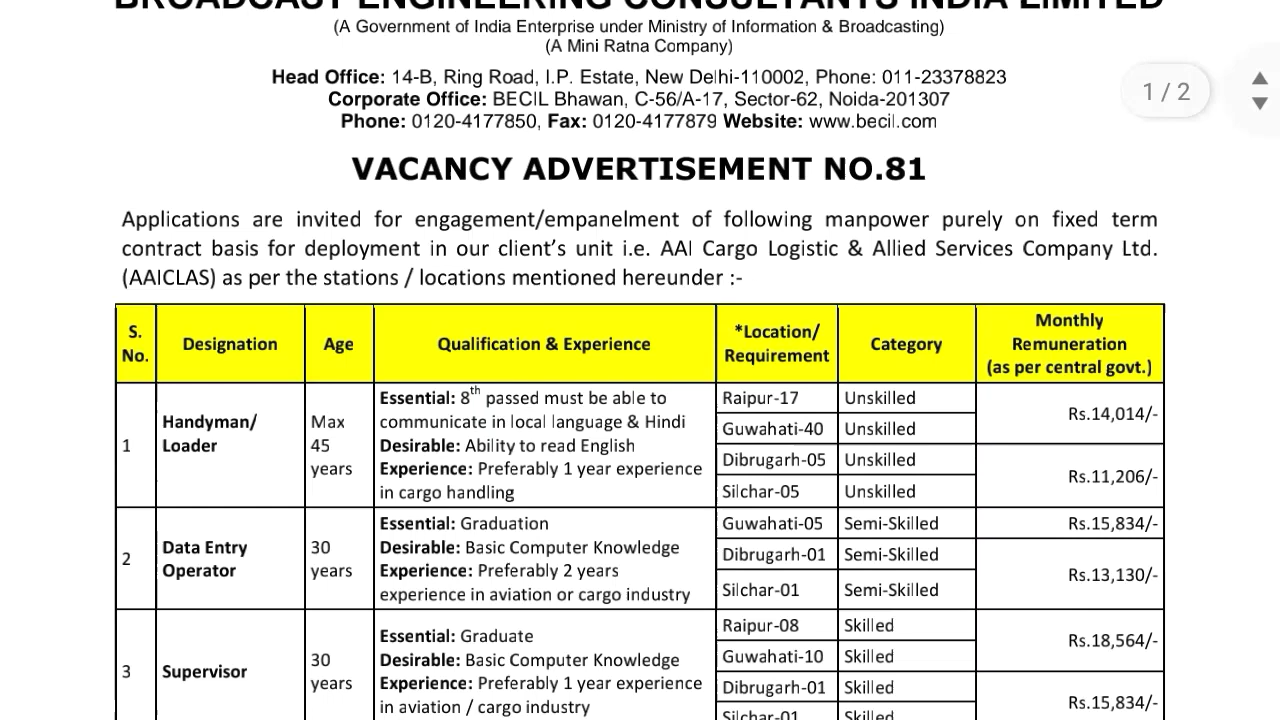 BROADCAST ENGINEERING CONSULTANTS INDIA LIMITED
(A Government of India Enterprise under Ministry of Information & Broadcasting)
(A Mini Ratna Company)
Head Office: 14-B, Ring Road, I.P. Estate, New Delhi-110002, Phone: 011-23378823
Corporate Office: BECIL Bhawan, C-56/A-17, Sector-62, Noida-201307
Phone: 0120-4177850, Fax: 0120-4177879 Website: www.becil.com
1 / 2
VACANCY ADVERTISEMENT NO.81
Applications are invited for engagement/empanelment of following manpower purely on fixed term
contract basis for deployment in our client's unit i.e. AAI Cargo Logistic & Allied Services Company Ltd.
(AAICLAS) as per the stations / locations mentioned hereunder :-
S. No. Designation Age Qualification & Experience *Location/ Requirement Category Monthly Remuneration (as per central govt.)
1
Handyman/
Loader
Max
45
years
Essential: 8th passed must be able to
communicate in local language & Hindi
Desirable: Ability to read English
Experience: Preferably 1 year experience
in cargo handling
Raipur-17 Unskilled
Guwahati-40 Unskilled
Rs.14,014/-
Dibrugarh-05 Unskilled
Silchar-05 Unskilled
Rs.11,206/-
2
Data Entry
Operator
30
years
Essential: Graduation
Desirable: Basic Computer Knowledge
Experience: Preferably 2 years
experience in aviation or cargo industry
Guwahati-05 Semi-Skilled Rs.15,834/-
Dibrugarh-01 Semi-Skilled
Silchar-01 Semi-Skilled
Rs.13,130/-
3
Supervisor
30
years
Essential: Graduate
Desirable: Basic Computer Knowledge
Experience: Preferably 1 year experience
in aviation / cargo industry
Raipur-08 Skilled
Guwahati-10 Skilled
Rs.18,564/-
Dibrugarh-01 Skilled
Silchar-01 Skilled
Rs.15,834/-